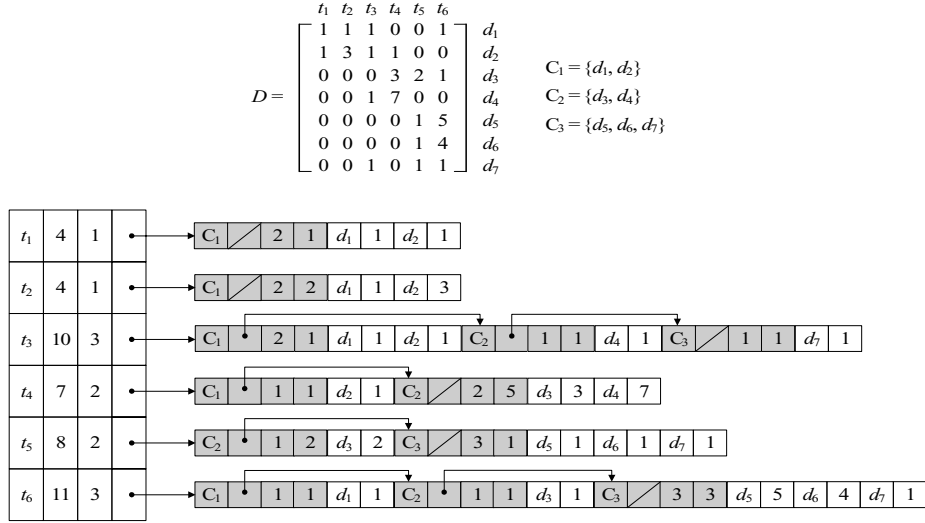 t₁ t₂ t₃ t₄ t₅ t₆
1 1 1 0 0 1 d₁
1 3 1 1 0 0 d₂
0 0 0 3 2 1 d₃
D = 0 0 1 7 0 0 d₄
0 0 0 0 1 5 d₅
0 0 0 0 1 4 d₆
0 0 1 0 1 1 d₇
C₁ = {d₁, d₂}
C₂ = {d₃, d₄}
C₃ = {d₅, d₆, d₇}
t₁ 4 1 C₁ 2 1 d₁ 1 d₂ 1
t₂ 4 1 C₁ 2 2 d₁ 1 d₂ 3
t₃ 10 3 C₁ 2 1 d₁ 1 d₂ 1 C₂ 1 1 d₄ 1 C₃ 1 1 d₇ 1
t₄ 7 2 C₁ 1 1 d₂ 1 C₂ 2 5 d₃ 3 d₄ 7
t₅ 8 2 C₂ 1 2 d₃ 2 C₃ 3 1 d₅ 1 d₆ 1 d₇ 1
t₆ 11 3 C₁ 1 1 d₁ 1 C₂ 1 1 d₃ 1 C₃ 3 3 d₅ 5 d₆ 4 d₇ 1